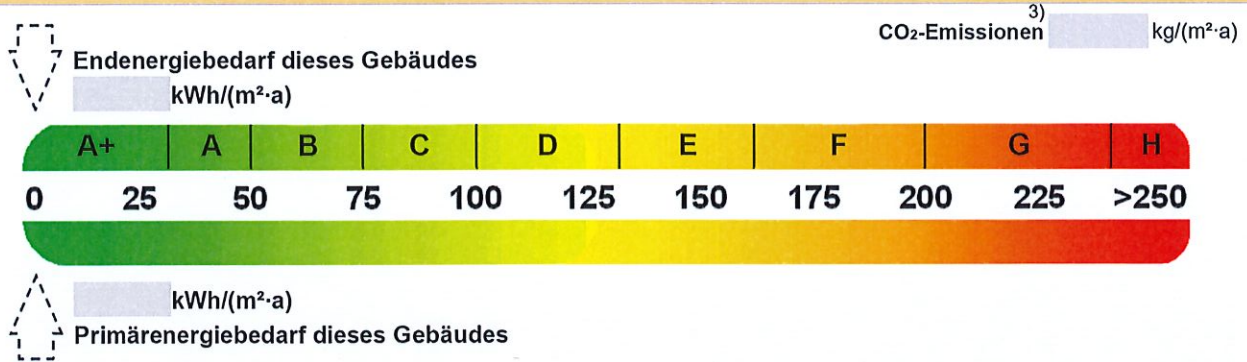 3)
CO₂-Emissionen kg/(m²·a)
Endenergiebedarf dieses Gebäudes
kWh/(m²·a)
A+ A B C D E F G H
0 25 50 75 100 125 150 175 200 225 >250
kWh/(m²·a)
Primärenergiebedarf dieses Gebäudes